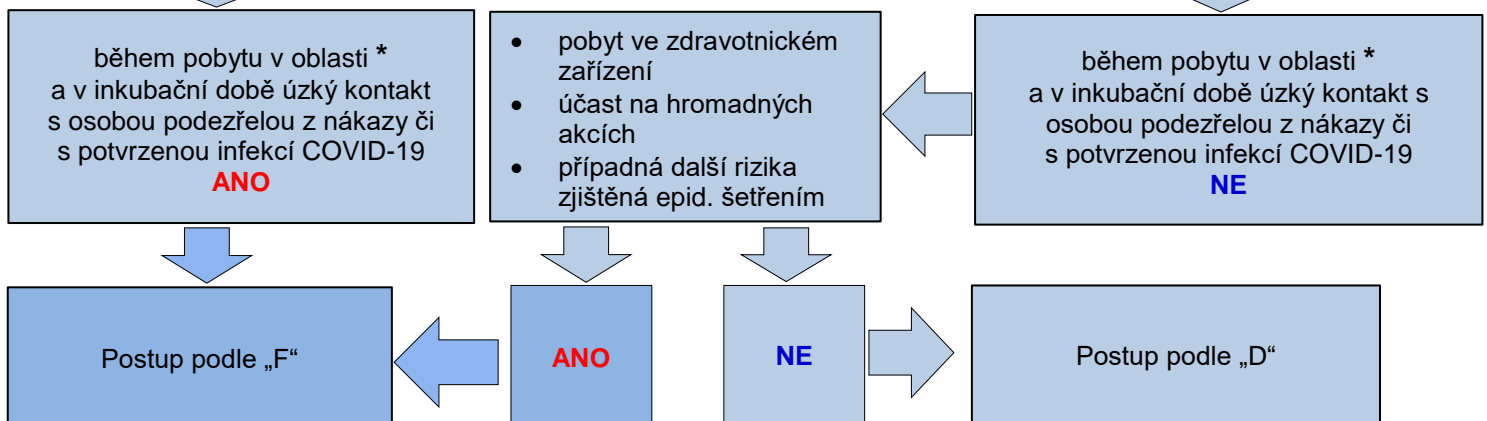 během pobytu v oblasti *
a v inkubační době úzký kontakt
s osobou podezřelou z nákazy či
s potvrzenou infekcí COVID-19
ANO
• pobyt ve zdravotnickém
zařízení
• účast na hromadných
akcích
• případná další rizika
zjištěná epid. šetřením
během pobytu v oblasti *
a v inkubační době úzký kontakt s
osobou podezřelou z nákazy či
s potvrzenou infekcí COVID-19
NE
Postup podle „F“
ANO
NE
Postup podle „D“